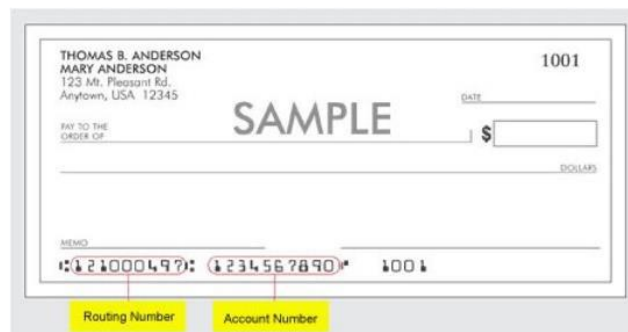 THOMAS B. ANDERSON
MARY ANDERSON
123 Mt. Pleasant Rd.
Anytown, USA 12345
1001
DATE
SAMPLE
PAY TO THE
ORDER OF
$
DOLLARS
MEMO
⑆121000497⑆ 1234567890⑈ 1001
Routing Number
Account Number